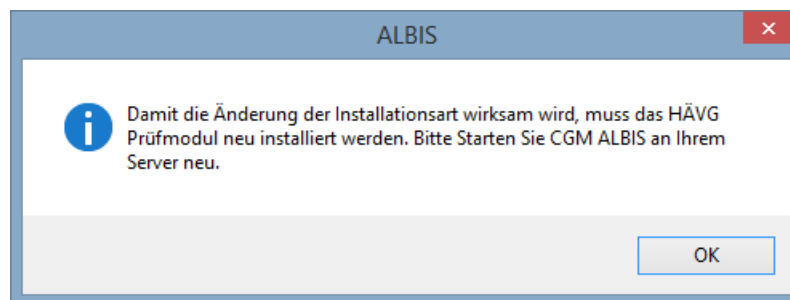 ALBIS
Damit die Änderung der Installationsart wirksam wird, muss das HÄVG
Prüfmodul neu installiert werden. Bitte Starten Sie CGM ALBIS an Ihrem
Server neu.
OK